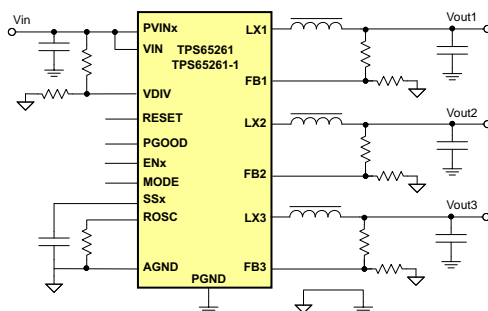 Vin
PVINx
VIN
TPS65261
TPS65261-1
VDIV
RESET
PGOOD
ENx
MODE
SSx
ROSC
AGND
PGND
LX1
FB1
LX2
FB2
LX3
FB3
Vout1
Vout2
Vout3